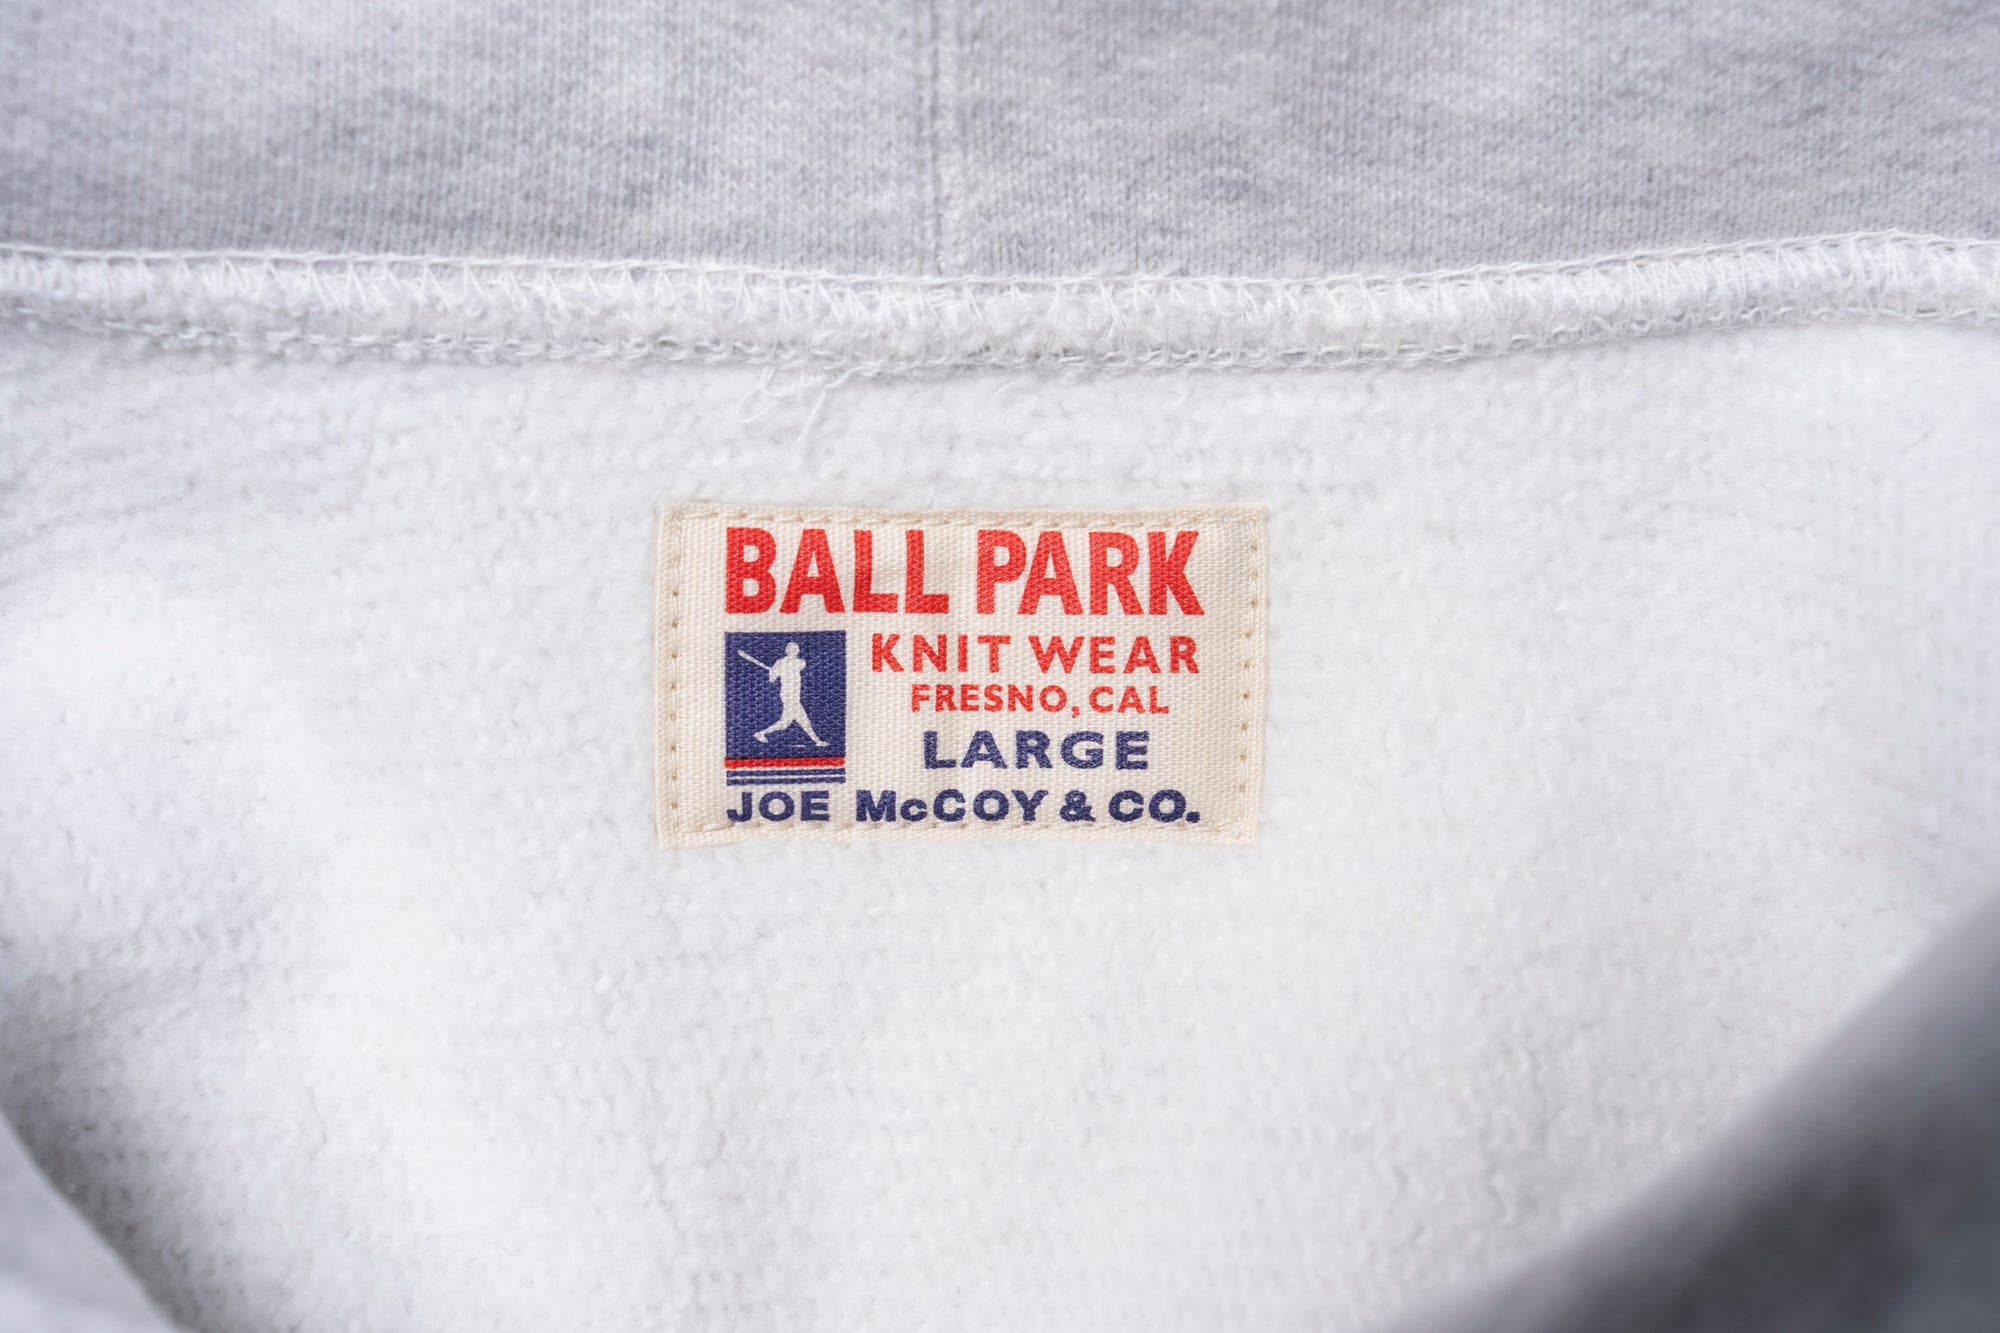 BALL PARK
KNIT WEAR
FRESNO, CAL
LARGE
JOE McCOY & CO.